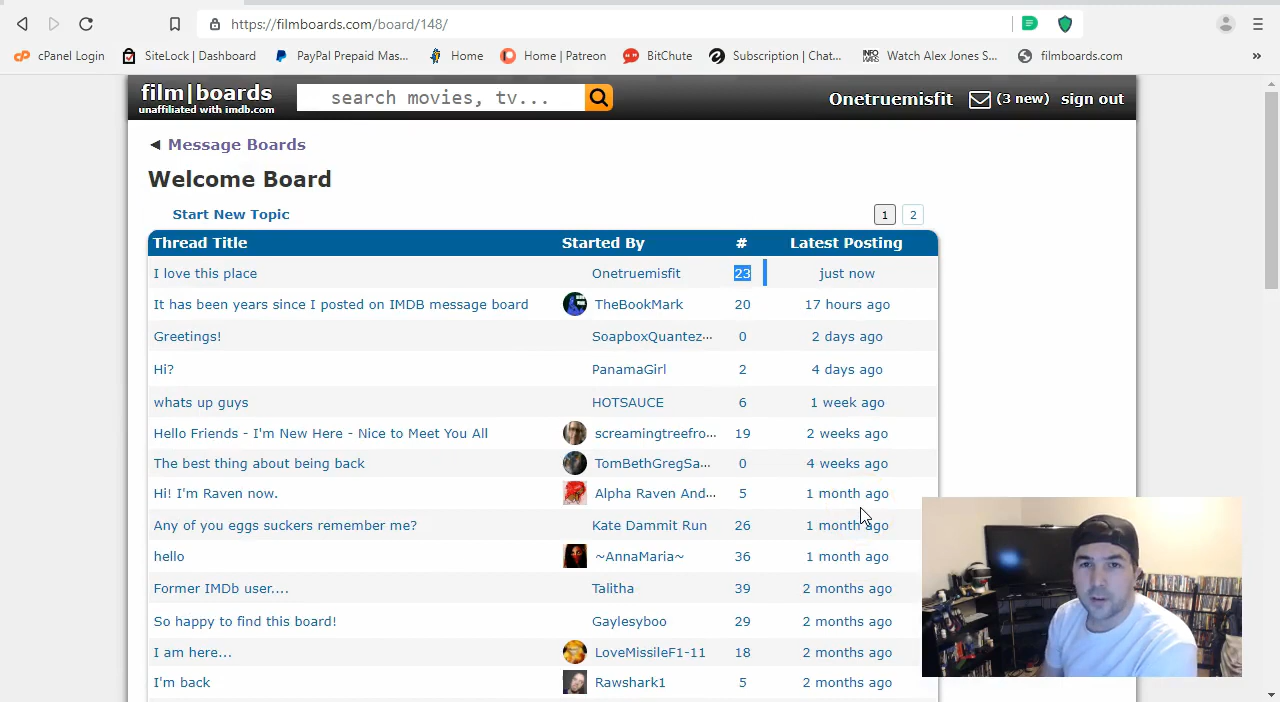 https://filmboards.com/board/148/
cPanel Login
SiteLock | Dashboard
PayPal Prepaid Mas...
Home
Home | Patreon
BitChute
Subscription | Chat...
INFO WARS Watch Alex Jones S...
filmboards.com
»
film|boards
unaffiliated with imdb.com
search movies, tv...
Onetruemisfit (3 new) sign out
◄ Message Boards
Welcome Board
Start New Topic 1 2
Thread Title Started By # Latest Posting
I love this place Onetruemisfit 23 just now
It has been years since I posted on IMDB message board TheBookMark 20 17 hours ago
Greetings! SoapboxQuantez... 0 2 days ago
Hi? PanamaGirl 2 4 days ago
whats up guys HOTSAUCE 6 1 week ago
Hello Friends - I'm New Here - Nice to Meet You All screamingtreefro... 19 2 weeks ago
The best thing about being back TomBethGregSa... 0 4 weeks ago
Hi! I'm Raven now. Alpha Raven And... 5 1 month ago
Any of you eggs suckers remember me? Kate Dammit Run 26 1 month ago
hello ~AnnaMaria~ 36 1 month ago
Former IMDb user.... Talitha 39 2 months ago
So happy to find this board! Gaylesyboo 29 2 months ago
I am here... LoveMissileF1-11 18 2 months ago
I'm back Rawshark1 5 2 months ago